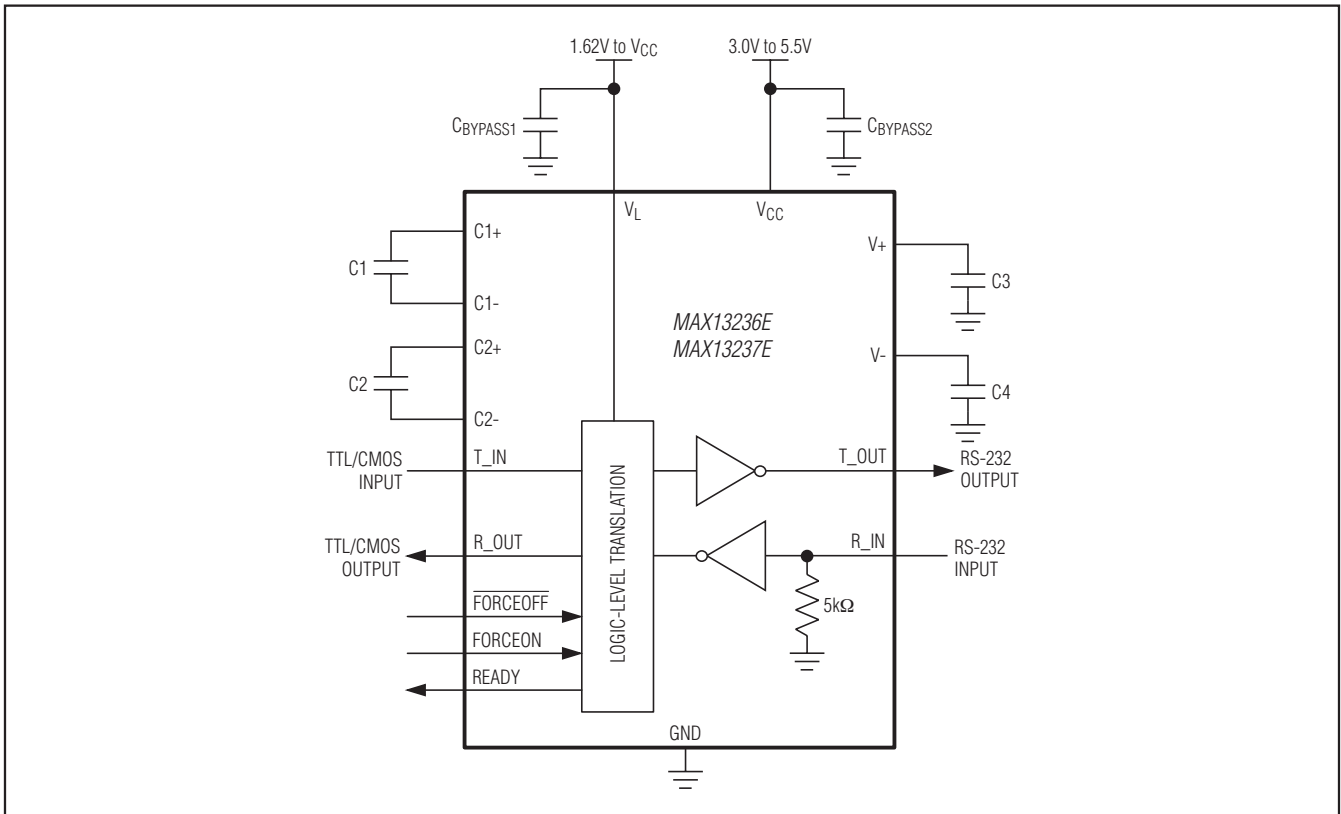 1.62V to VCC
3.0V to 5.5V
CBYPASS1
CBYPASS2
VL
VCC
C1+
C1
C1-
C2+
C2
C2-
V+
C3
V-
C4
MAX13236E
MAX13237E
TTL/CMOS
INPUT
T_IN
T_OUT
RS-232
OUTPUT
TTL/CMOS
OUTPUT
R_OUT
R_IN
RS-232
INPUT
5kΩ
LOGIC-LEVEL TRANSLATION
FORCEOFF
FORCEON
READY
GND